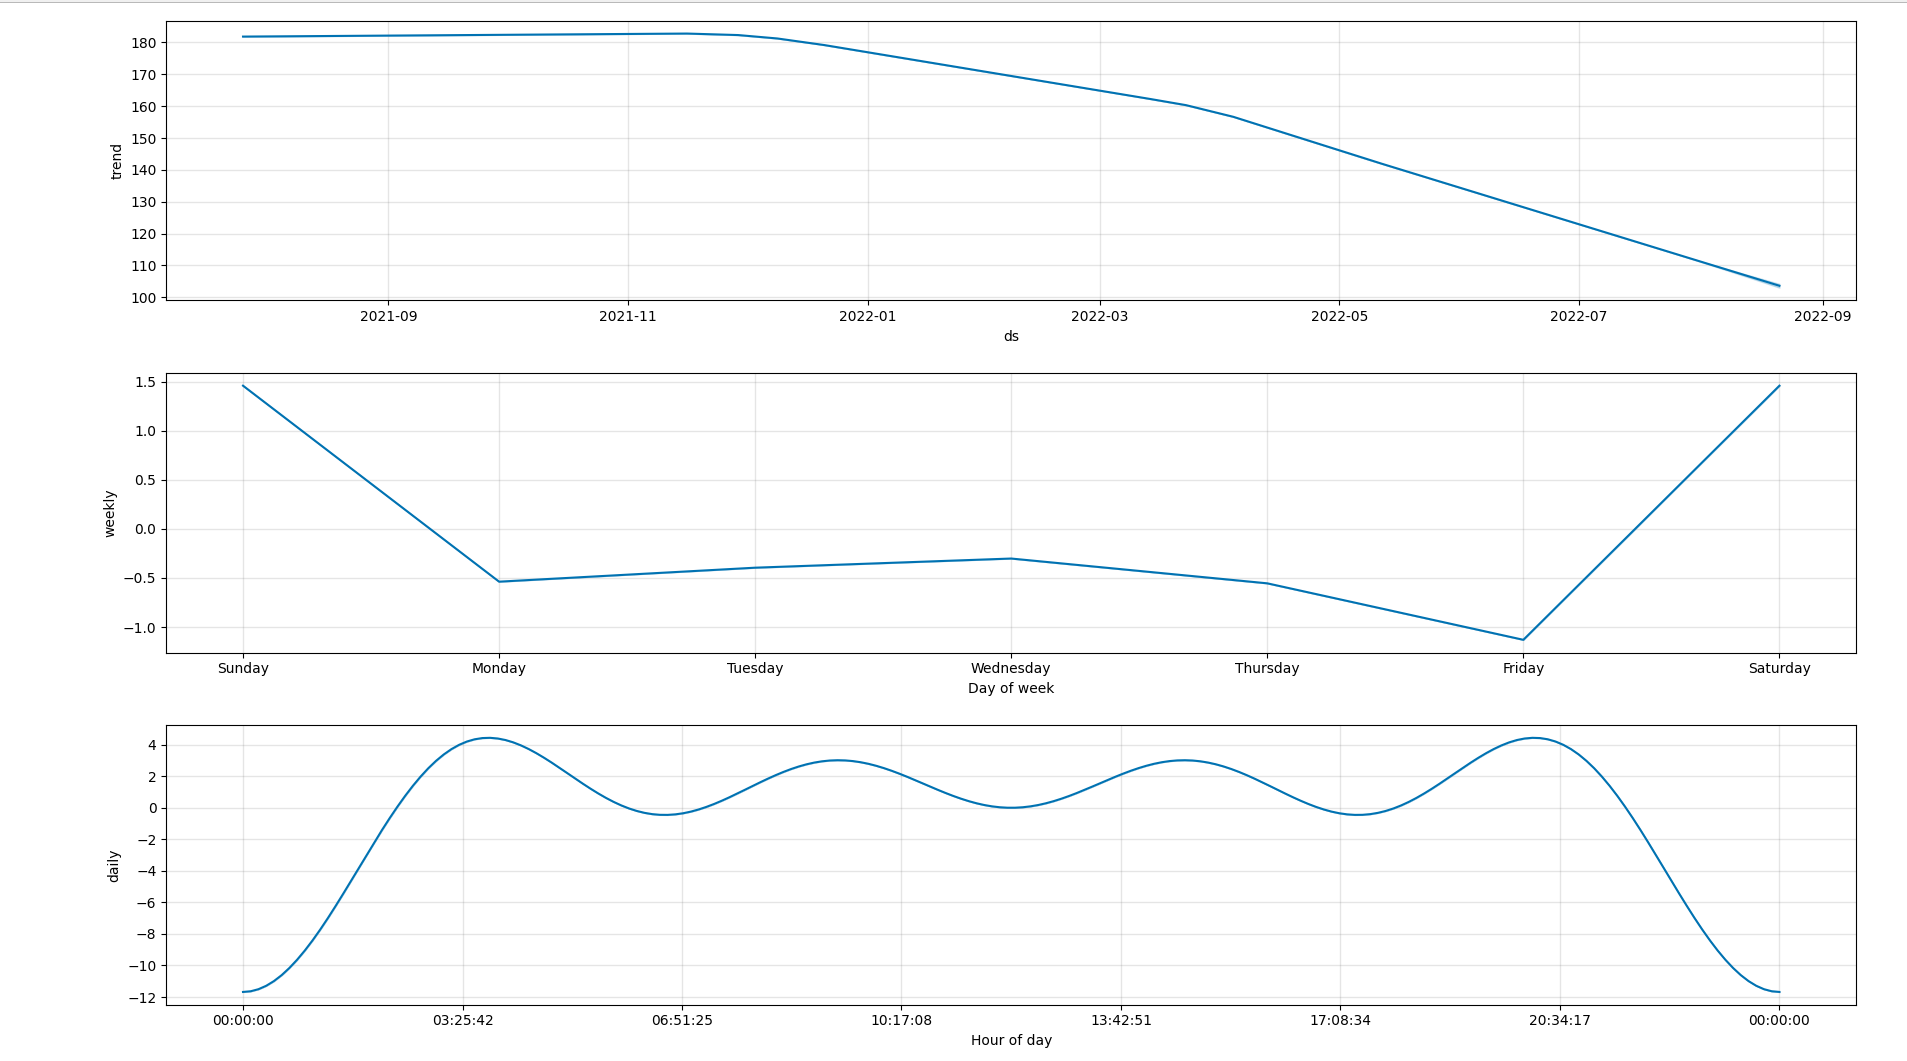 180
170
160
150
140
130
120
110
100
trend
2021-09 2021-11 2022-01 2022-03 2022-05 2022-07 2022-09
ds
1.5
1.0
0.5
0.0
−0.5
−1.0
weekly
Sunday Monday Tuesday Wednesday Thursday Friday Saturday
Day of week
4
2
0
−2
−4
−6
−8
−10
−12
daily
00:00:00 03:25:42 06:51:25 10:17:08 13:42:51 17:08:34 20:34:17 00:00:00
Hour of day